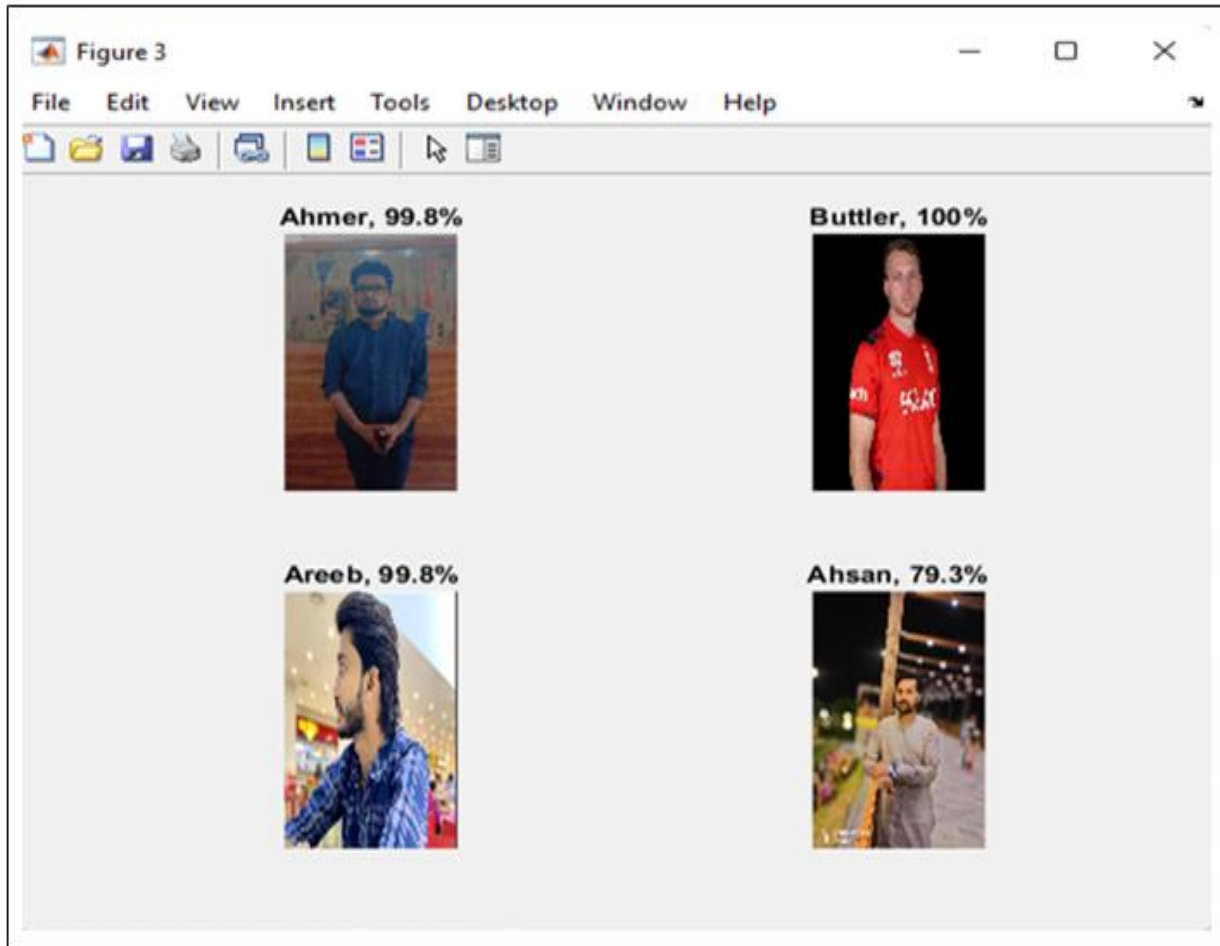 Figure 3
File Edit View Insert Tools Desktop Window Help
Ahmer, 99.8%
Buttler, 100%
Areeb, 99.8%
Ahsan, 79.3%